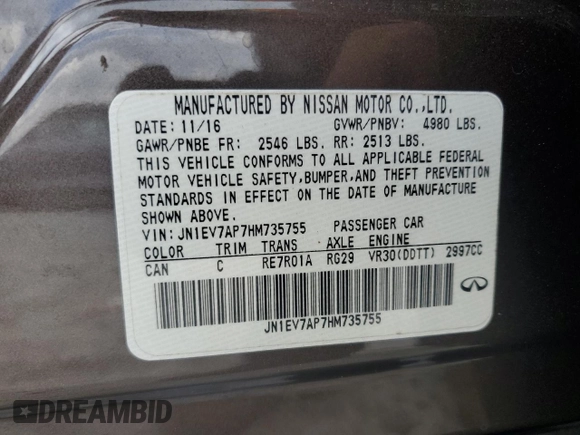 MANUFACTURED BY NISSAN MOTOR CO.,LTD.
DATE: 11/16 GVWR/PNBV: 4980 LBS.
GAWR/PNBE FR: 2546 LBS. RR: 2513 LBS.
THIS VEHICLE CONFORMS TO ALL APPLICABLE FEDERAL
MOTOR VEHICLE SAFETY,BUMPER,AND THEFT PREVENTION
STANDARDS IN EFFECT ON THE DATE OF MANUFACTURE
SHOWN ABOVE.
VIN: JN1EV7AP7HM735755 PASSENGER CAR
COLOR TRIM TRANS AXLE ENGINE
CAN C RE7R01A RG29 VR30(DDTT) 2997CC
JN1EV7AP7HM735755
DREAMBID